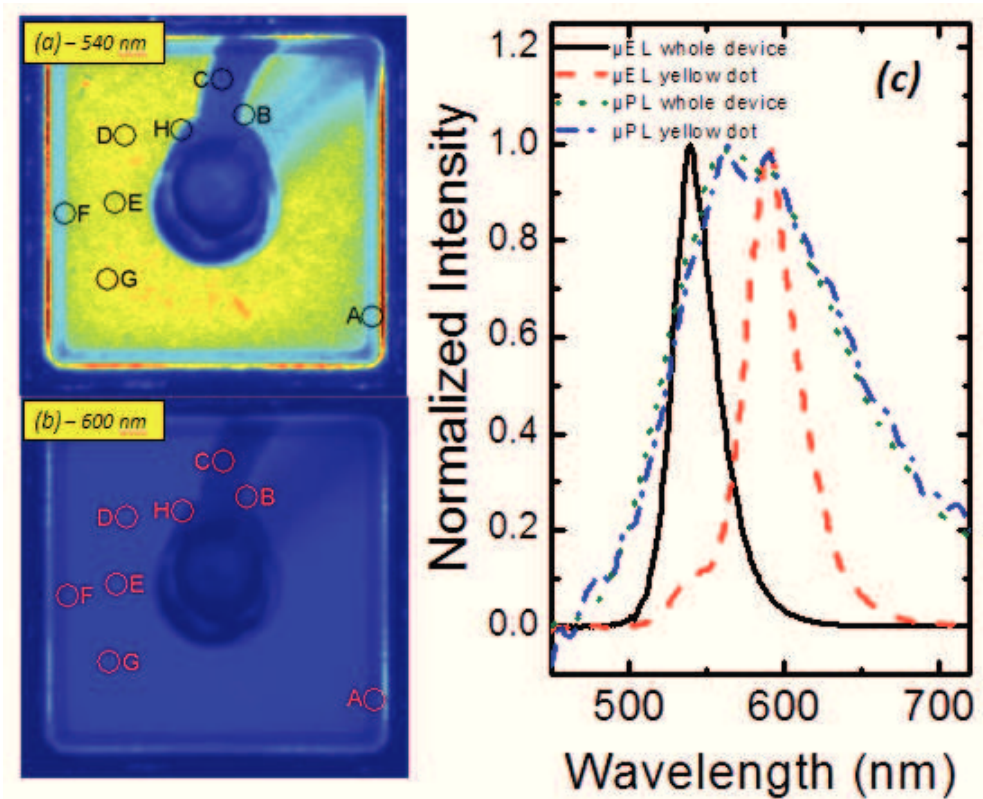 (a) – 540 nm
C
B
D
H
F
E
G
A
(b) – 600 nm
C
B
D
H
F
E
G
A
(c)
µEL whole device
µEL yellow dot
µPL whole device
µPL yellow dot
Normalized Intensity
1.2
1.0
0.8
0.6
0.4
0.2
0.0
500 600 700
Wavelength (nm)